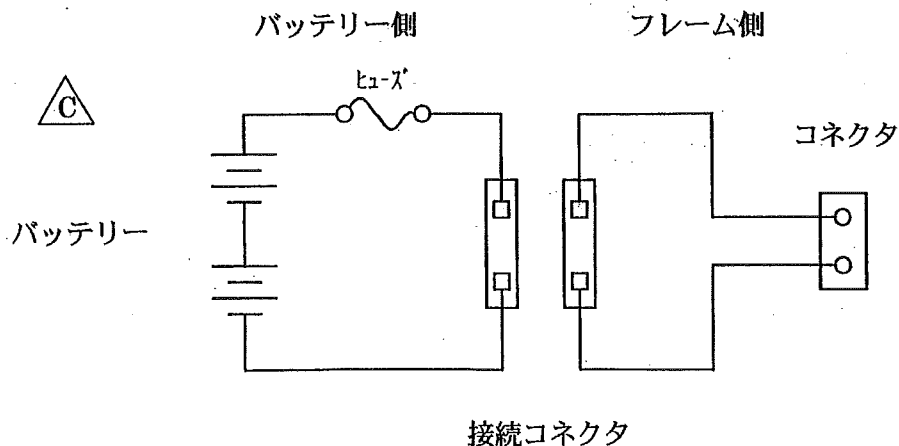 バッテリー側
フレーム側
ヒューズ
C
コネクタ
バッテリー
接続コネクタ